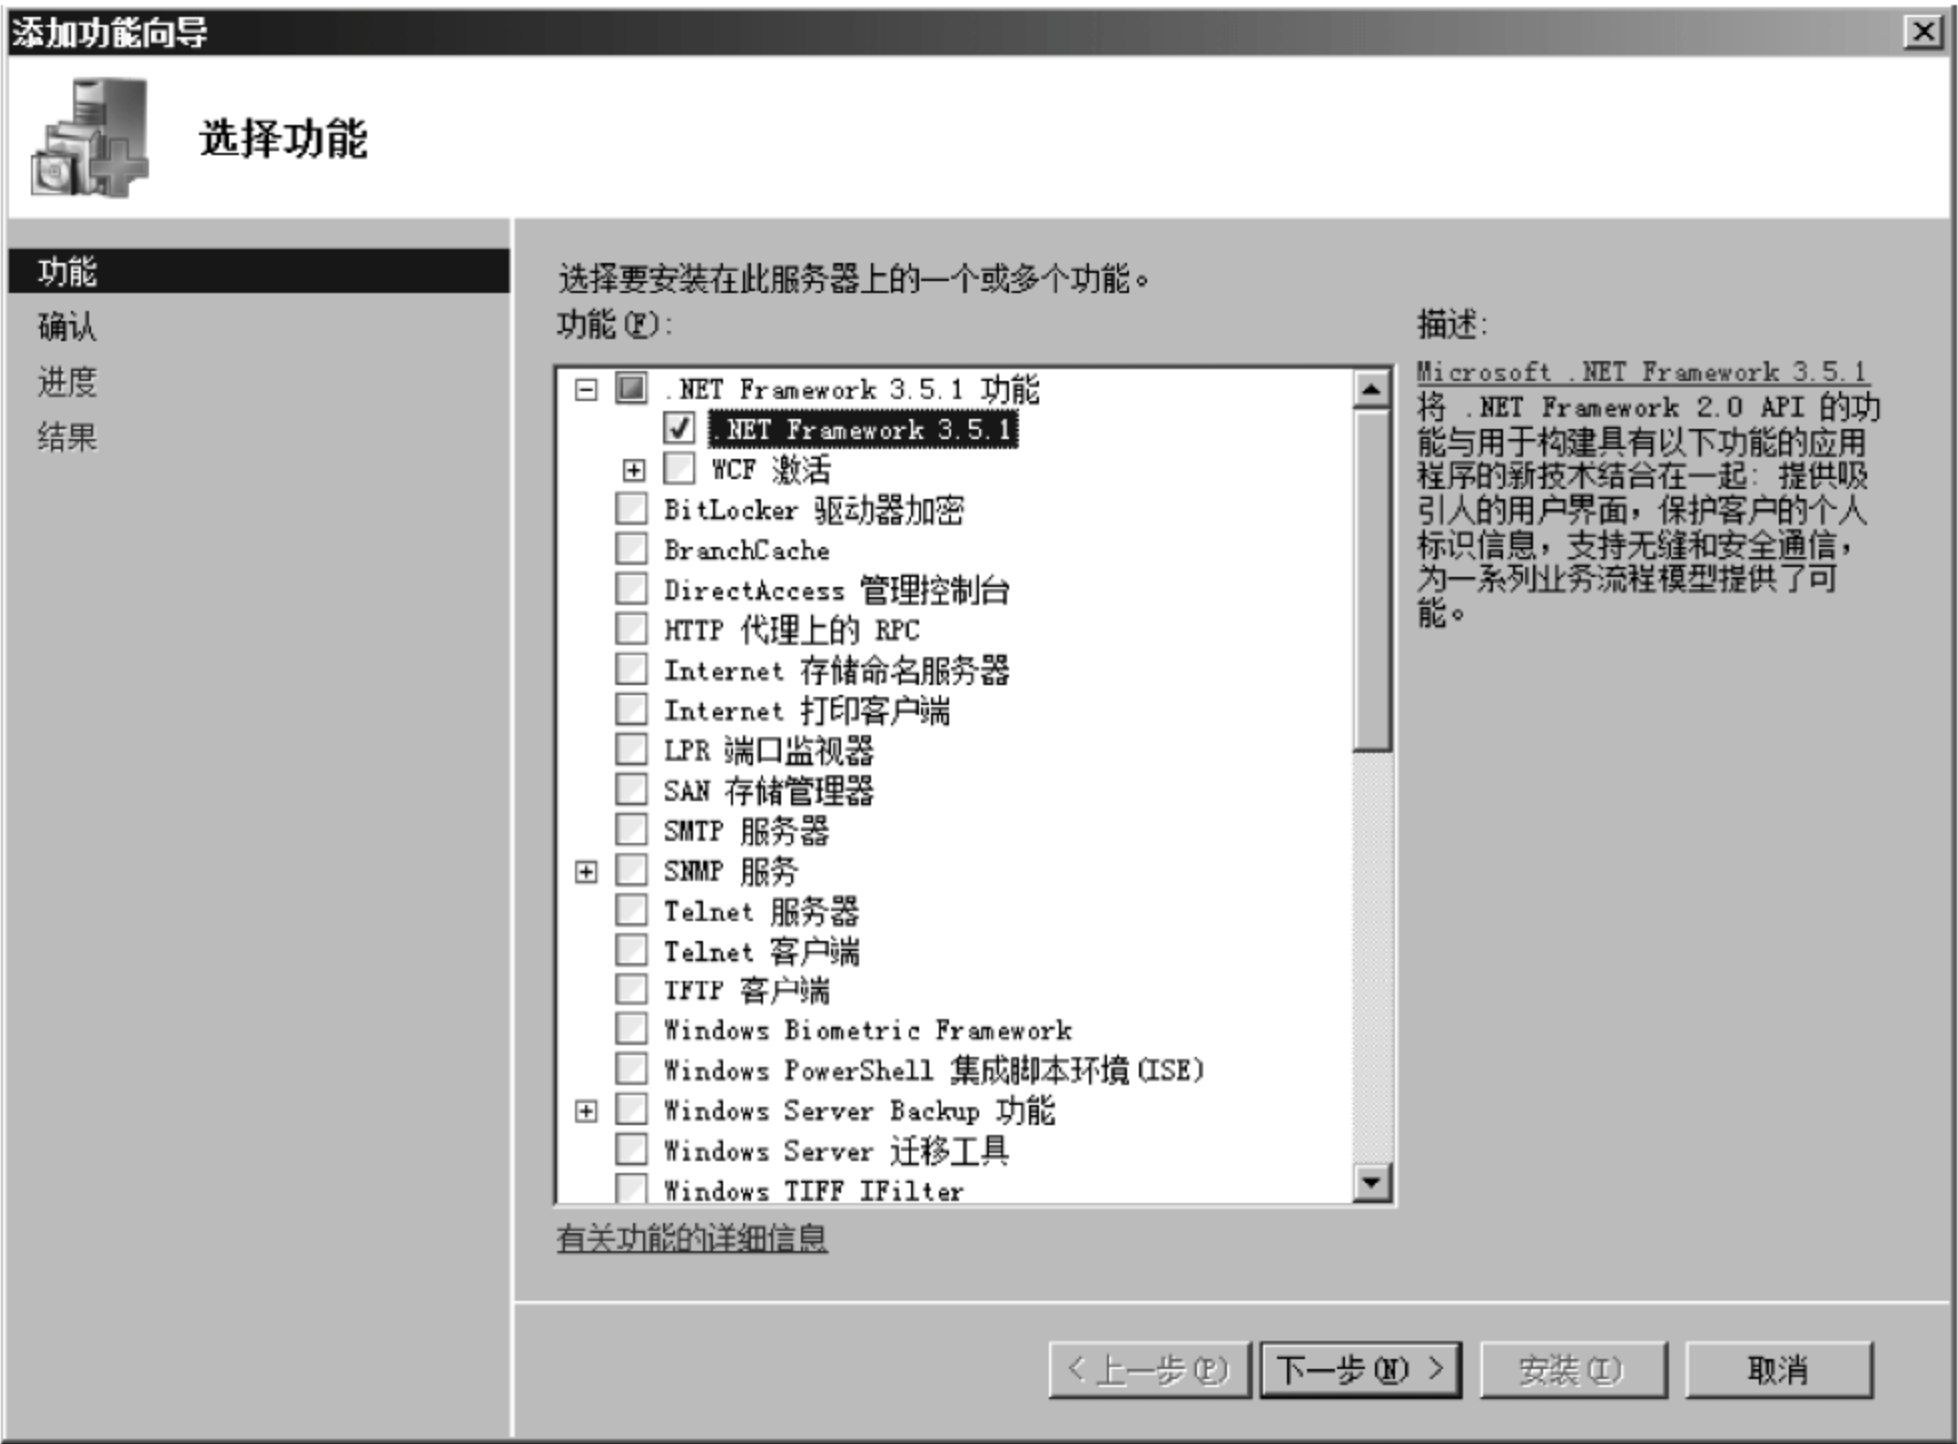 添加功能向导
选择功能
功能
确认
进度
结果
选择要安装在此服务器上的一个或多个功能。
功能(F):
.NET Framework 3.5.1 功能
.NET Framework 3.5.1
WCF 激活
BitLocker 驱动器加密
BranchCache
DirectAccess 管理控制台
HTTP 代理上的 RPC
Internet 存储命名服务器
Internet 打印客户端
LPR 端口监视器
SAN 存储管理器
SMTP 服务器
SNMP 服务
Telnet 服务器
Telnet 客户端
TFTP 客户端
Windows Biometric Framework
Windows PowerShell 集成脚本环境(ISE)
Windows Server Backup 功能
Windows Server 迁移工具
Windows TIFF IFilter
有关功能的详细信息
描述:
Microsoft .NET Framework 3.5.1
将 .NET Framework 2.0 API 的功
能与用于构建具有以下功能的应用
程序的新技术结合在一起: 提供吸
引人的用户界面，保护客户的个人
标识信息，支持无缝和安全通信，
为一系列业务流程模型提供了可
能。
< 上一步(P)
下一步(N) >
安装(I)
取消